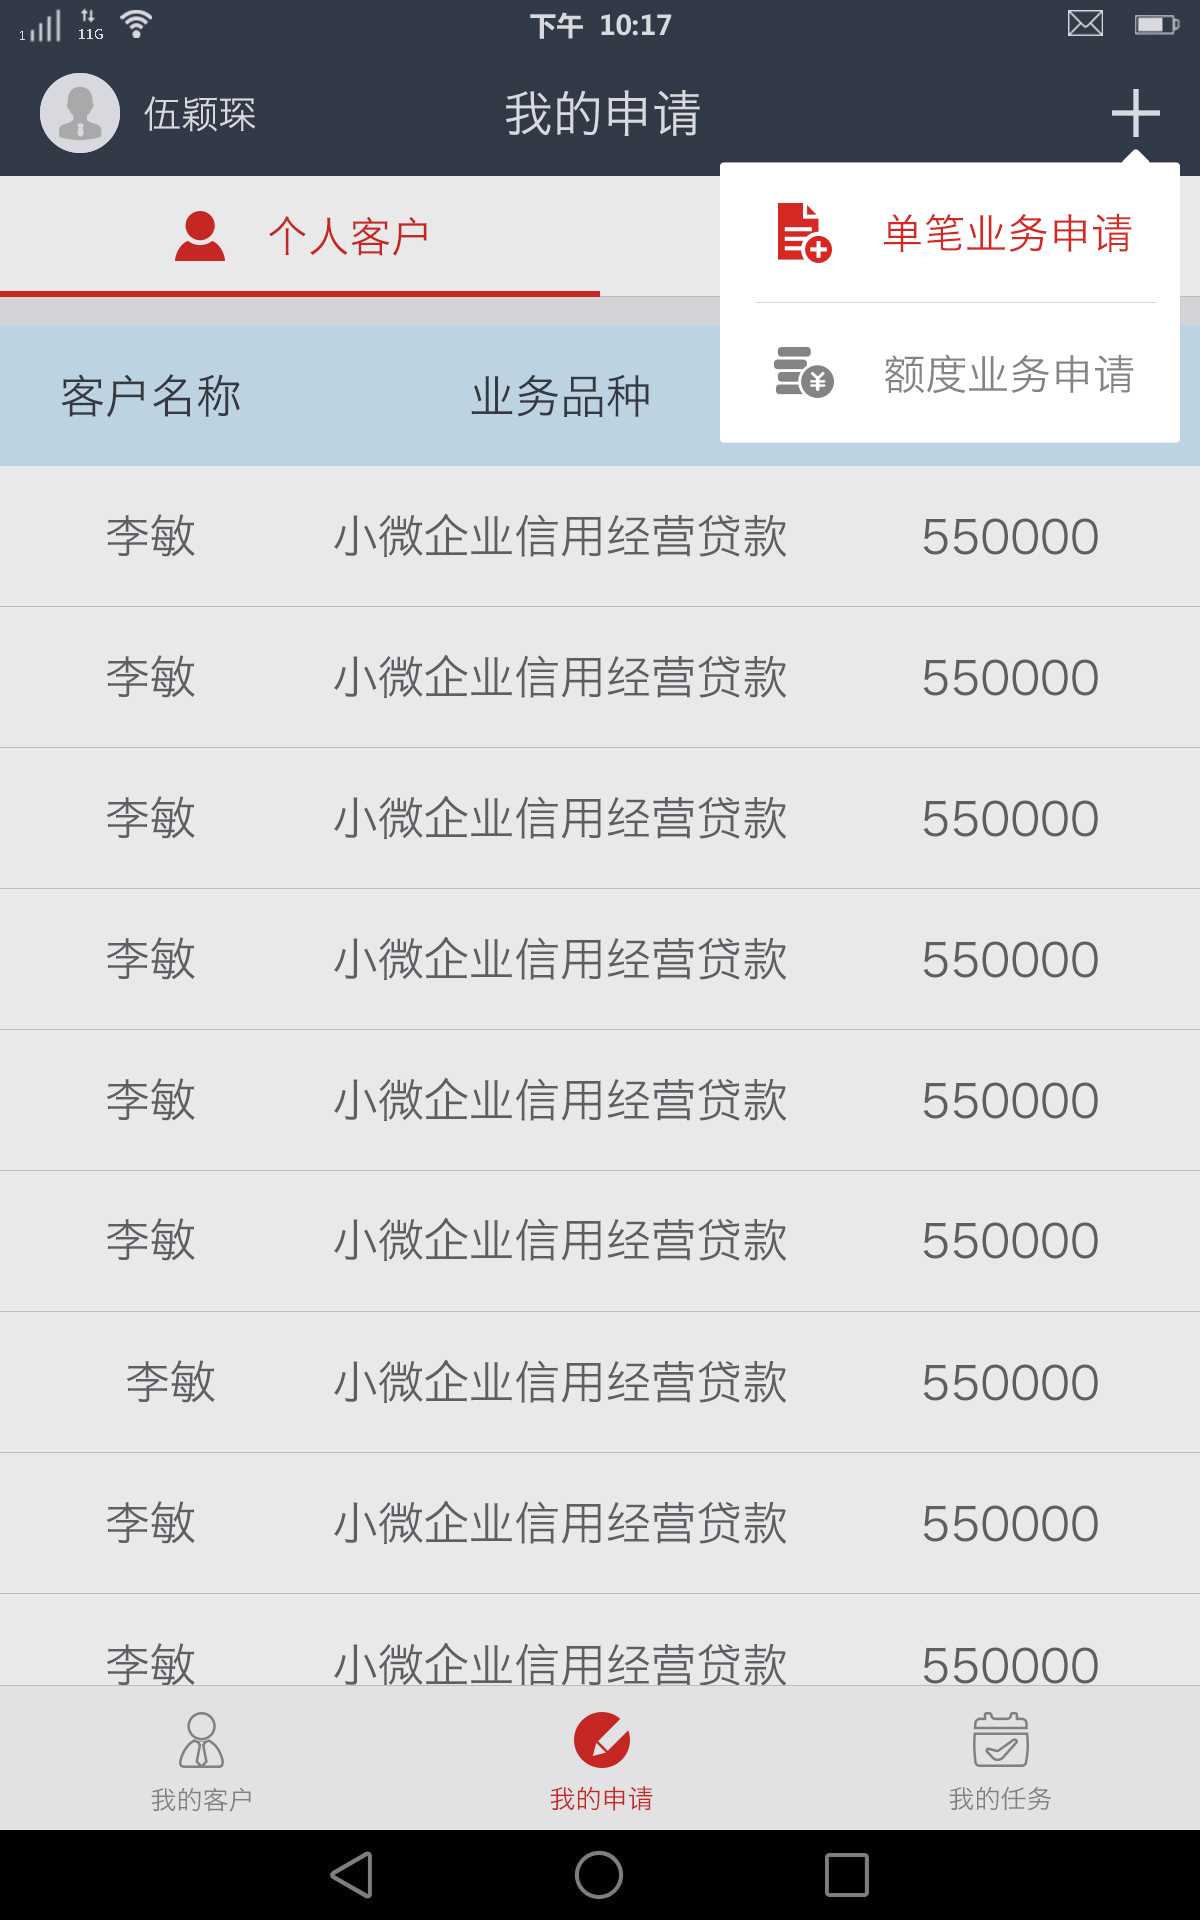 1 11G 下午 10:17
伍颖琛 我的申请
个人客户
单笔业务申请
额度业务申请
客户名称 业务品种
李敏 小微企业信用经营贷款 550000
李敏 小微企业信用经营贷款 550000
李敏 小微企业信用经营贷款 550000
李敏 小微企业信用经营贷款 550000
李敏 小微企业信用经营贷款 550000
李敏 小微企业信用经营贷款 550000
李敏 小微企业信用经营贷款 550000
李敏 小微企业信用经营贷款 550000
李敏 小微企业信用经营贷款 550000
我的客户 我的申请 我的任务